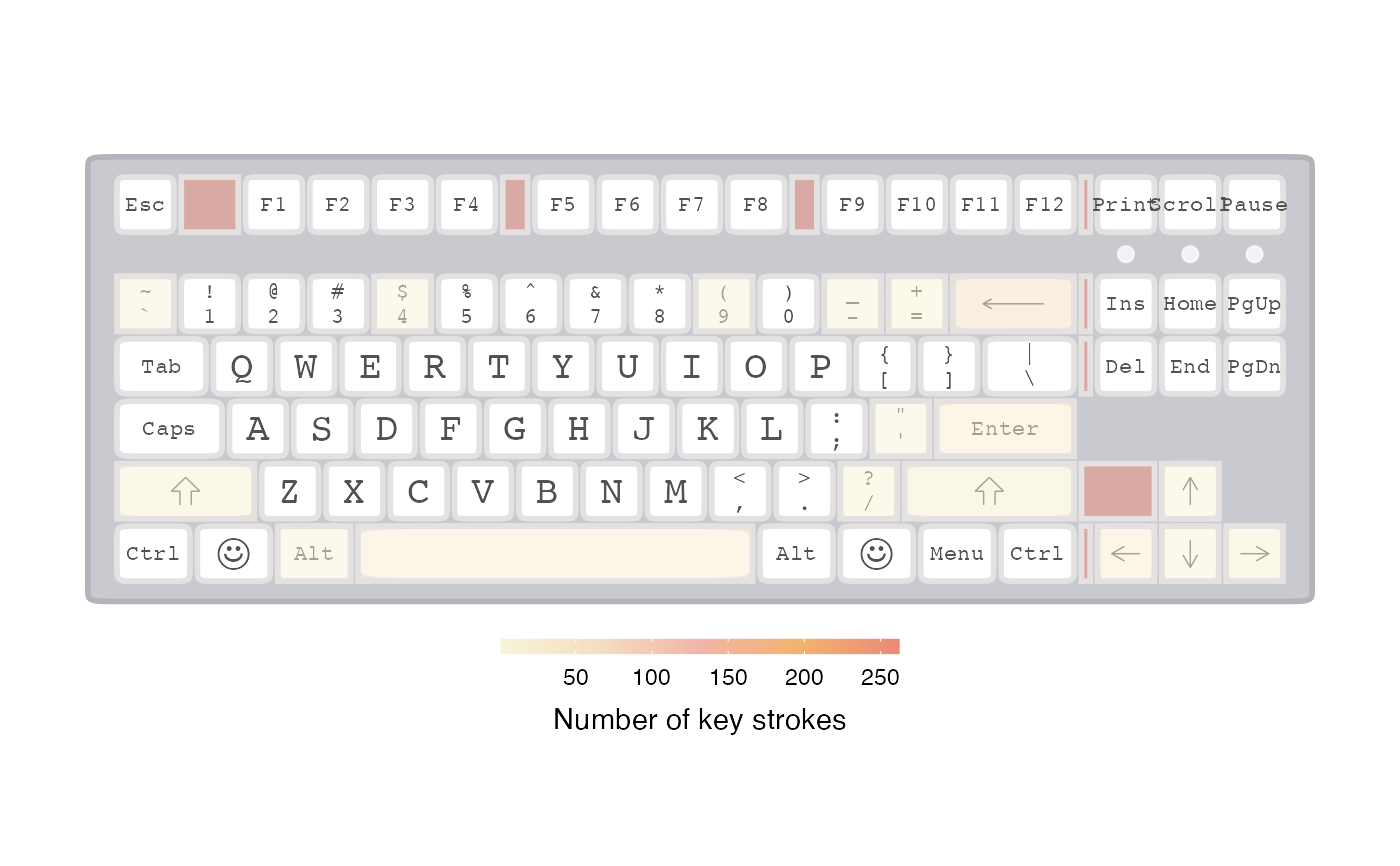 Esc F1 F2 F3 F4 F5 F6 F7 F8 F9 F10 F11 F12 Print Scroll Pause
~ ! @ # $ % ^ & * ( ) _ +
` 1 2 3 4 5 6 7 8 9 0 - = ← Ins Home PgUp
Tab Q W E R T Y U I O P { } | Del End PgDn
[ ] \
Caps A S D F G H J K L : " Enter
; '
Z X C V B N M < > ? ↑
, . /
Ctrl Alt Alt Menu Ctrl ← ↓ →
50 100 150 200 250
Number of key strokes